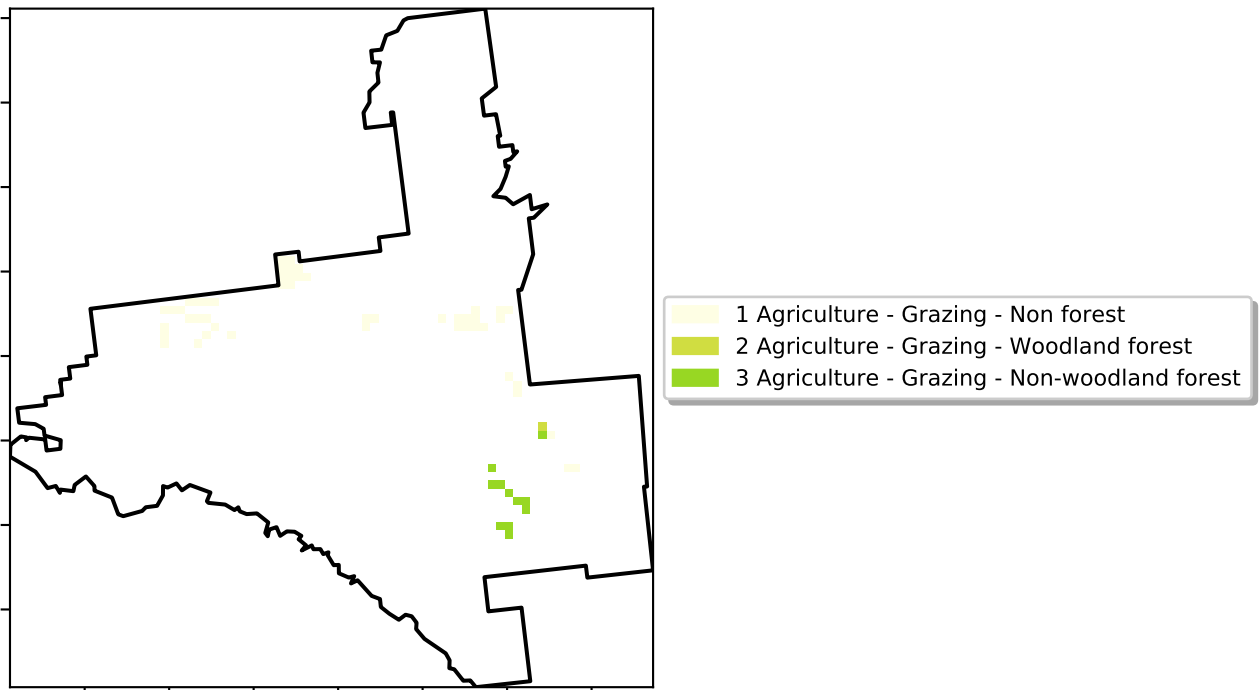 1 Agriculture - Grazing - Non forest
2 Agriculture - Grazing - Woodland forest
3 Agriculture - Grazing - Non-woodland forest